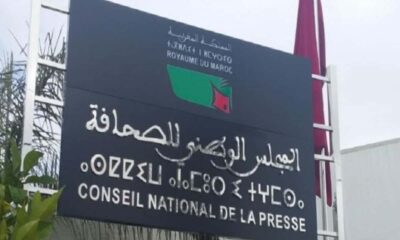 المملكة المغربية
ROYAUME DU MAROC
المجلس الوطني للصحافة
CONSEIL NATIONAL DE LA PRESSE